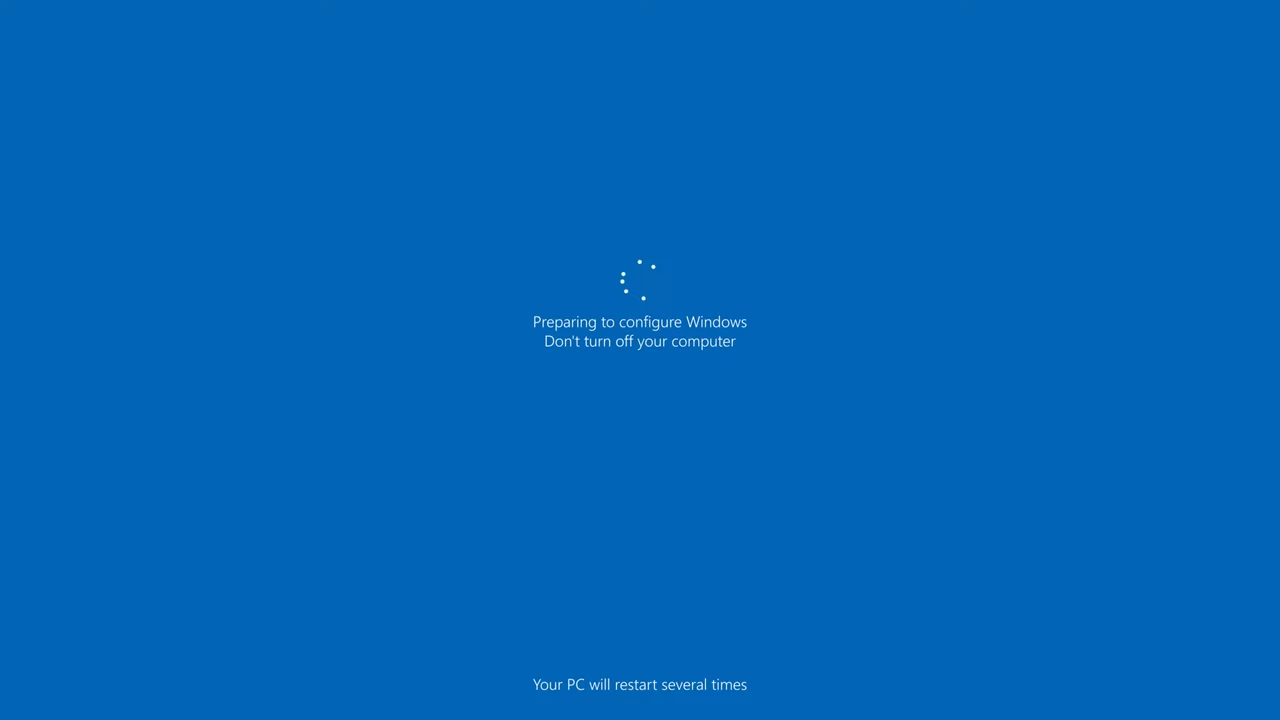 Preparing to configure Windows
Don't turn off your computer
Your PC will restart several times